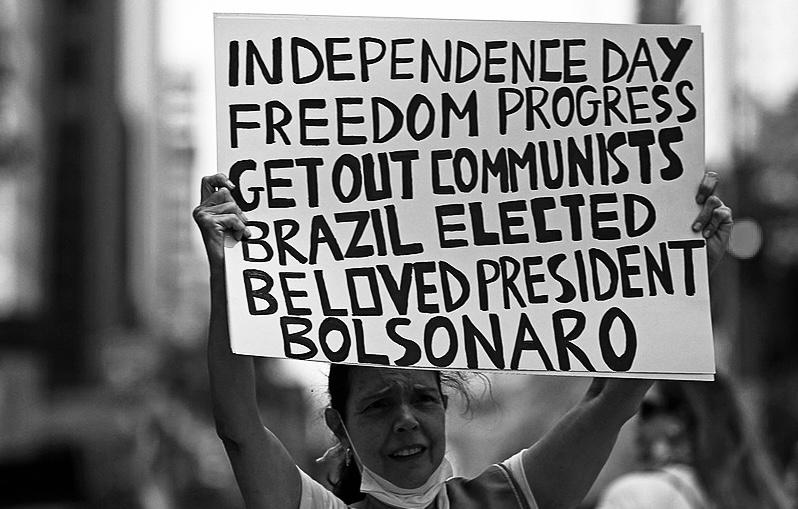 INDEPENDENCE DAY
FREEDOM PROGRESS
GET OUT COMMUNISTS
BRAZIL ELECTED
BELOVED PRESIDENT
BOLSONARO